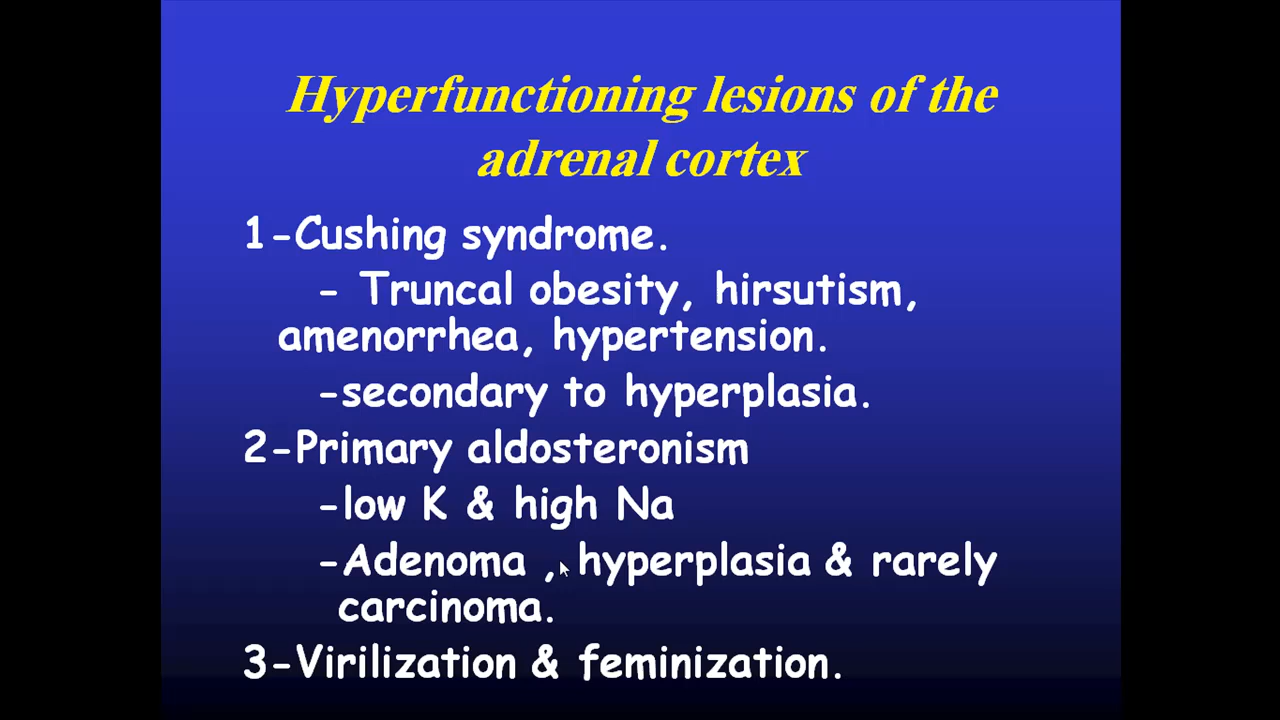 Hyperfunctioning lesions of the
adrenal cortex
1-Cushing syndrome.
- Truncal obesity, hirsutism,
amenorrhea, hypertension.
-secondary to hyperplasia.
2-Primary aldosteronism
-low K & high Na
-Adenoma , hyperplasia & rarely
carcinoma.
3-Virilization & feminization.